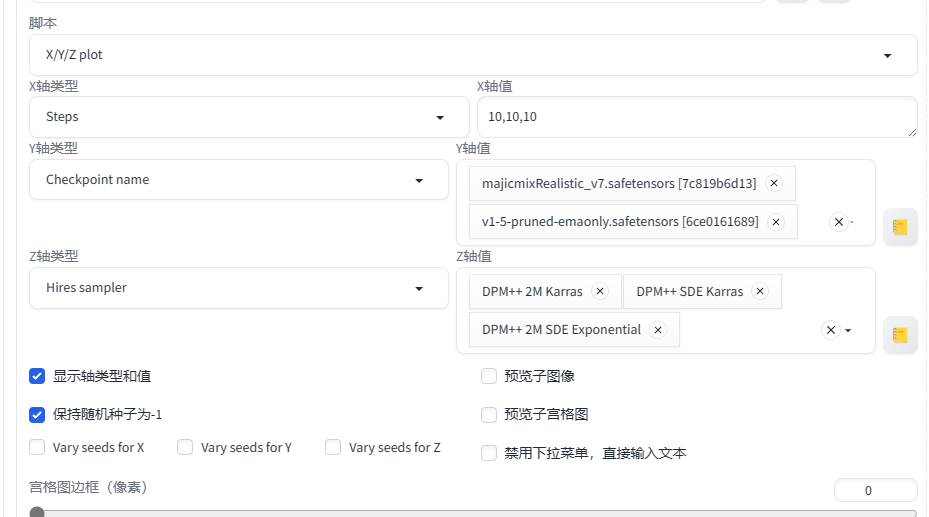 脚本
X/Y/Z plot
X轴类型 X轴值
Steps 10,10,10
Y轴类型 Y轴值
Checkpoint name majicmixRealistic_v7.safetensors [7c819b6d13]
v1-5-pruned-emaonly.safetensors [6ce0161689]
Z轴类型 Z轴值
Hires sampler DPM++ 2M Karras DPM++ SDE Karras
DPM++ 2M SDE Exponential
显示轴类型和值 预览子图像
保持随机种子为-1 预览子宫格图
Vary seeds for X Vary seeds for Y Vary seeds for Z 禁用下拉菜单，直接输入文本
宫格图边框（像素） 0